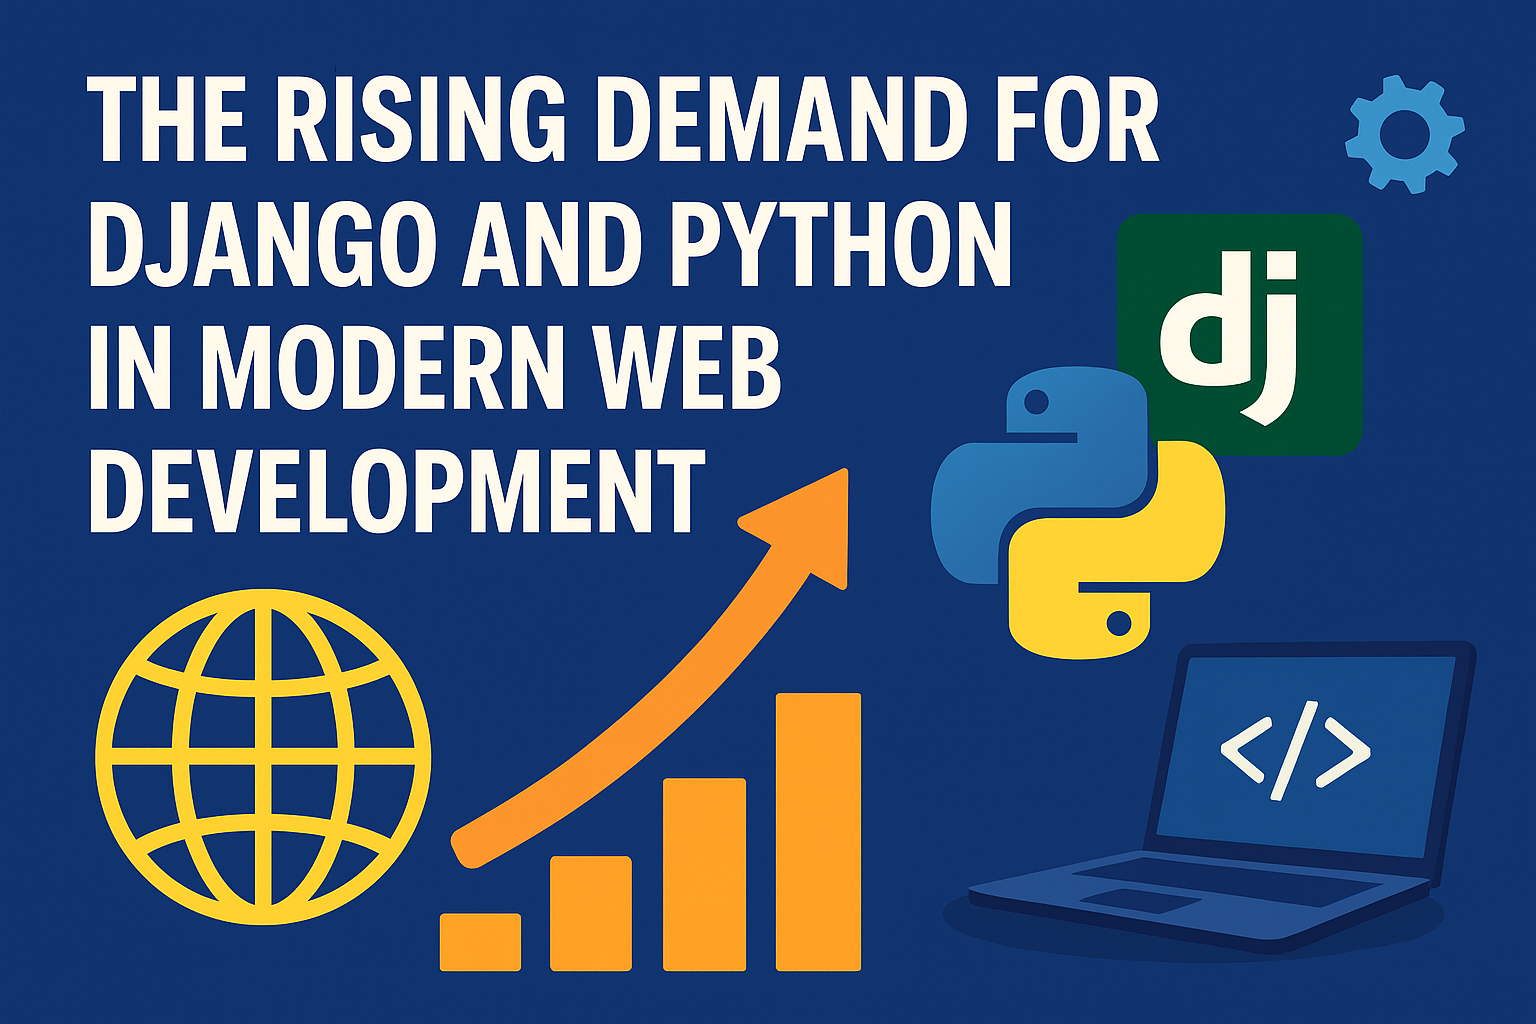 THE RISING DEMAND FOR
DJANGO AND PYTHON
IN MODERN WEB
DEVELOPMENT
dj
</>